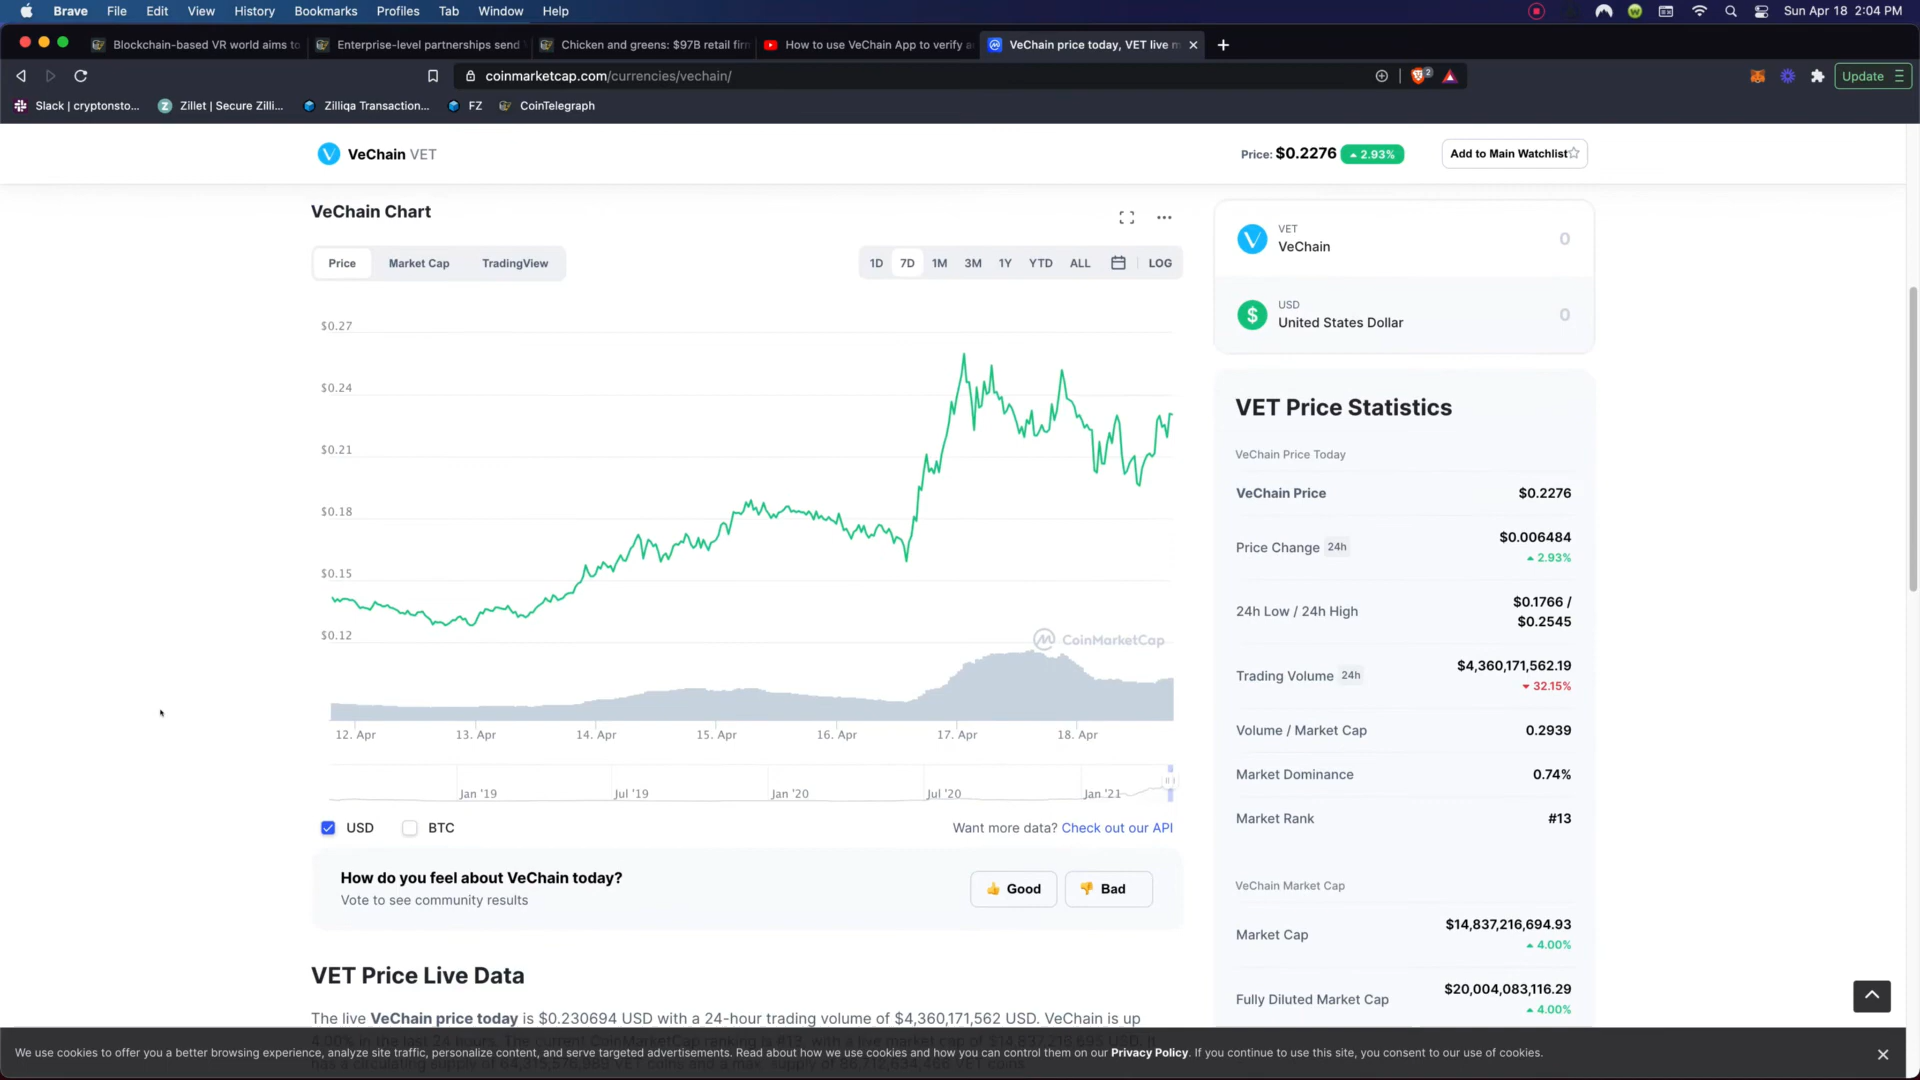 Brave File Edit View History Bookmarks Profiles Tab Window Help Sun Apr 18 2:04 PM
Blockchain-based VR world aims to Enterprise-level partnerships send Chicken and greens: $97B retail firm How to use VeChain App to verify a VeChain price today, VET live m
coinmarketcap.com/currencies/vechain/ 2 Update
Slack | cryptonsto... Zillet | Secure Zilli... Zilliqa Transaction... FZ CoinTelegraph
VeChain VET Price: $0.2276 2.93% Add to Main Watchlist
VeChain Chart
Price Market Cap TradingView 1D 7D 1M 3M 1Y YTD ALL LOG
$0.27
$0.24
$0.21
$0.18
$0.15
$0.12
CoinMarketCap
12. Apr 13. Apr 14. Apr 15. Apr 16. Apr 17. Apr 18. Apr
Jan '19 Jul '19 Jan '20 Jul '20 Jan '21
USD BTC Want more data? Check out our API
How do you feel about VeChain today?
Vote to see community results
Good Bad
VET Price Live Data
The live VeChain price today is $0.230694 USD with a 24-hour trading volume of $4,360,171,562 USD. VeChain is up
VET
VeChain 0
USD
United States Dollar 0
VET Price Statistics
VeChain Price Today
VeChain Price $0.2276
Price Change 24h $0.006484
2.93%
24h Low / 24h High $0.1766 /
$0.2545
Trading Volume 24h $4,360,171,562.19
32.15%
Volume / Market Cap 0.2939
Market Dominance 0.74%
Market Rank #13
VeChain Market Cap
Market Cap $14,837,216,694.93
4.00%
Fully Diluted Market Cap $20,004,083,116.29
4.00%
We use cookies to offer you a better browsing experience, analyze site traffic, personalize content, and serve targeted advertisements. Read about how we use cookies and how you can control them on our Privacy Policy. If you continue to use this site, you consent to our use of cookies.